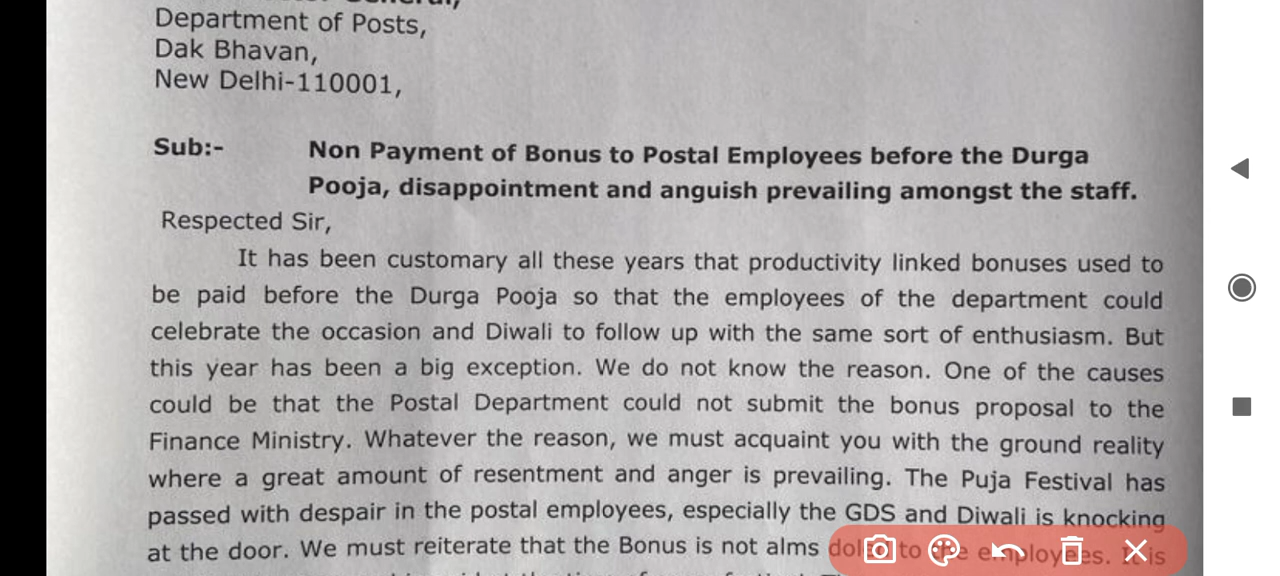 Department of Posts,
Dak Bhavan,
New Delhi-110001,
Sub:- Non Payment of Bonus to Postal Employees before the Durga
Pooja, disappointment and anguish prevailing amongst the staff.
Respected Sir,
It has been customary all these years that productivity linked bonuses used to
be paid before the Durga Pooja so that the employees of the department could
celebrate the occasion and Diwali to follow up with the same sort of enthusiasm. But
this year has been a big exception. We do not know the reason. One of the causes
could be that the Postal Department could not submit the bonus proposal to the
Finance Ministry. Whatever the reason, we must acquaint you with the ground reality
where a great amount of resentment and anger is prevailing. The Puja Festival has
passed with despair in the postal employees, especially the GDS and Diwali is knocking
at the door. We must reiterate that the Bonus is not alms to employees. is